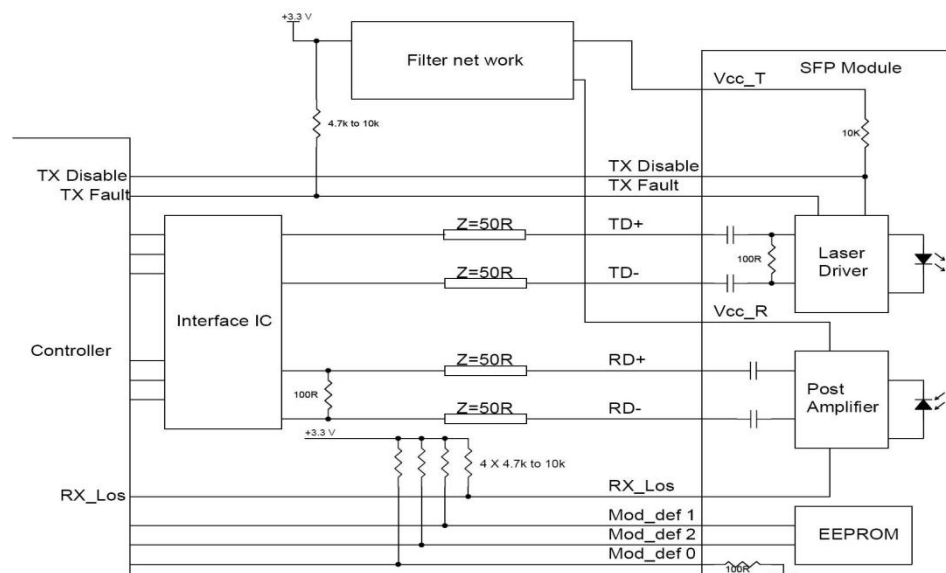 +3.3 V
Filter net work
SFP Module
Vcc_T
4.7k to 10k
10K
TX Disable
TX Disable
TX Fault
TX Fault
Z=50R
TD+
Laser
Driver
100R
Z=50R
TD-
Interface IC
Vcc_R
Controller
Z=50R
RD+
Post
Amplifier
100R
Z=50R
RD-
+3.3 V
4 X 4.7k to 10k
RX_Los
RX_Los
Mod_def 1
Mod_def 2
EEPROM
Mod_def 0
100R